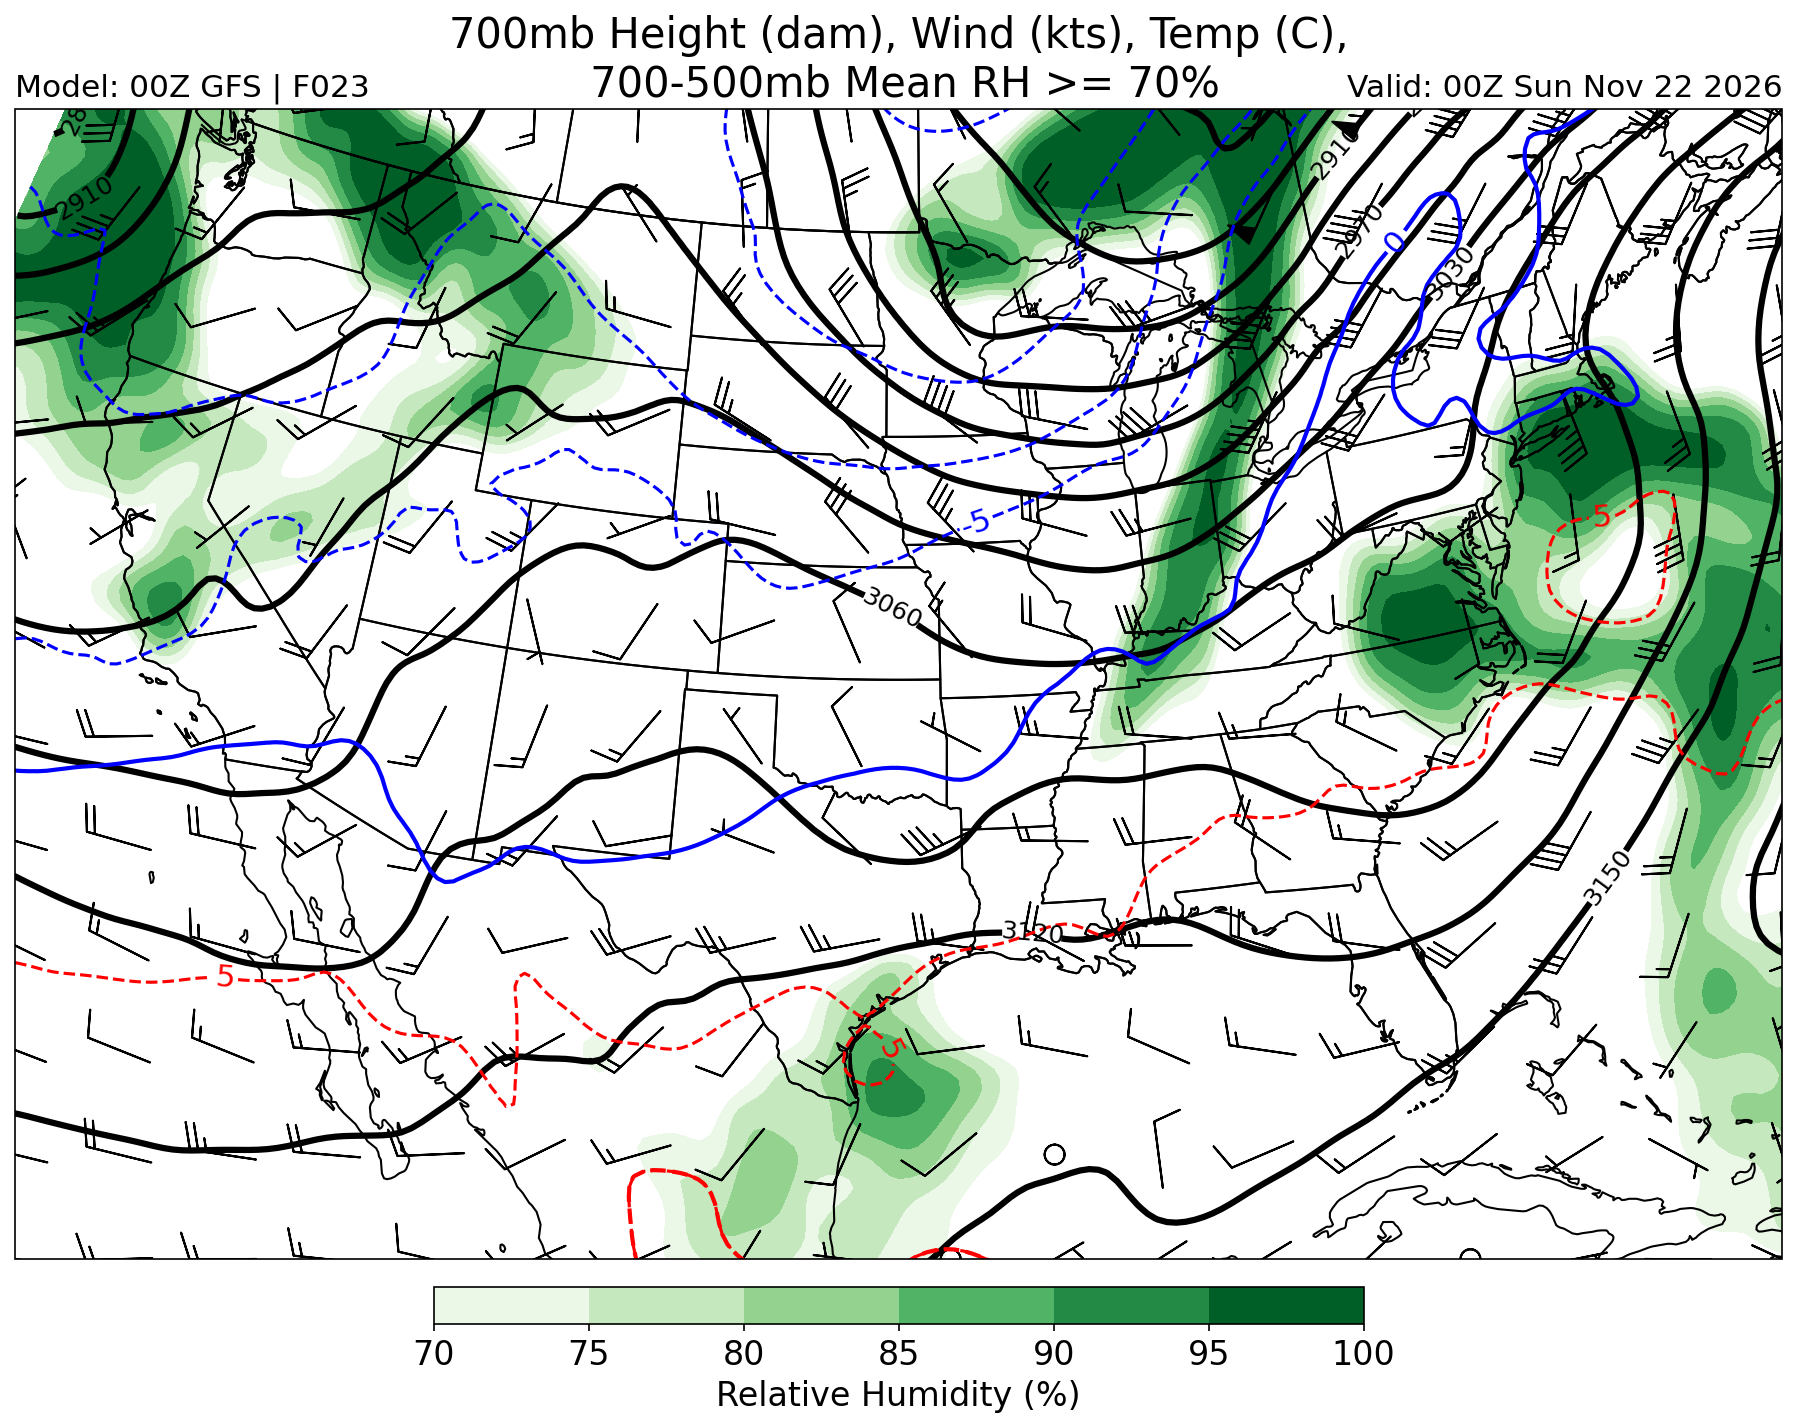 700mb Height (dam), Wind (kts), Temp (C),
700-500mb Mean RH >= 70%
Model: 00Z GFS | F023
Valid: 00Z Sun Nov 22 2026
2910
2910
2970
0
3030
-5
5
3060
3150
3120
5
5
70 75 80 85 90 95 100
Relative Humidity (%)